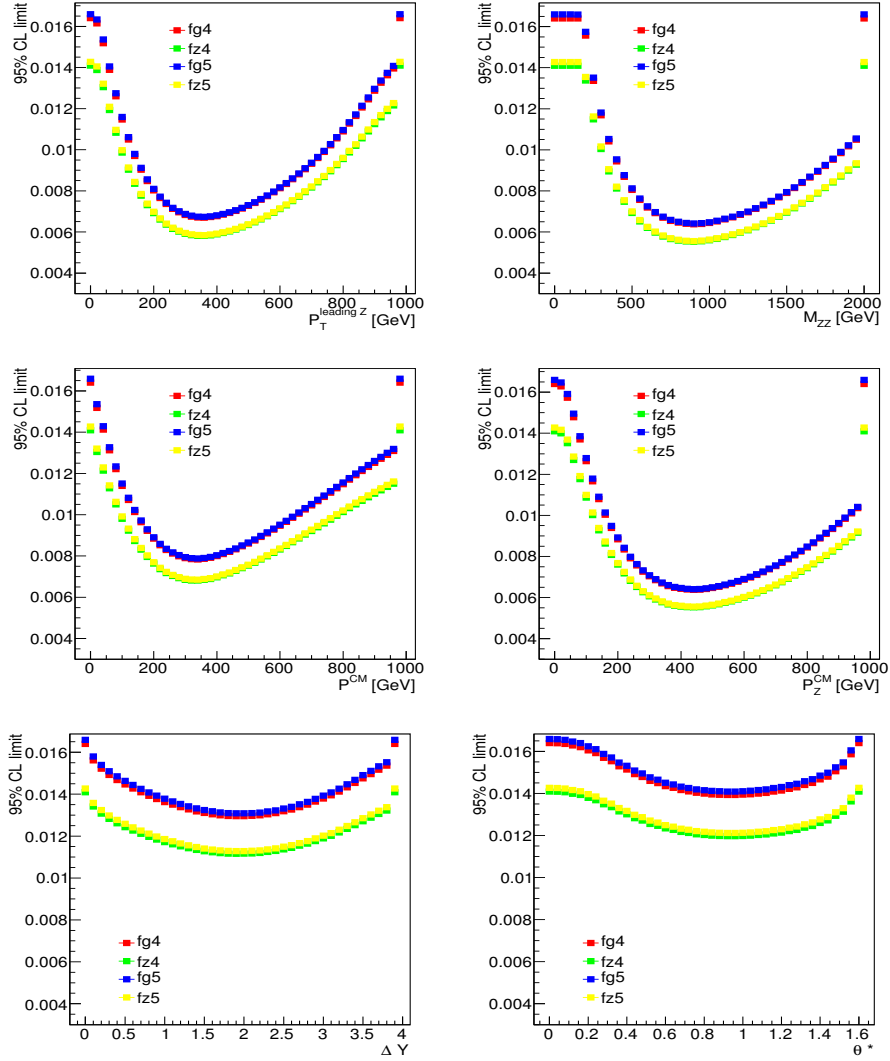 95% CL limit
0.016
0.014
0.012
0.01
0.008
0.006
0.004
fg4
fz4
fg5
fz5
0 200 400 600 800 1000
P_T^leading Z [GeV]
95% CL limit
0.016
0.014
0.012
0.01
0.008
0.006
0.004
fg4
fz4
fg5
fz5
0 500 1000 1500 2000
M_ZZ [GeV]
95% CL limit
0.016
0.014
0.012
0.01
0.008
0.006
0.004
fg4
fz4
fg5
fz5
0 200 400 600 800 1000
P^CM [GeV]
95% CL limit
0.016
0.014
0.012
0.01
0.008
0.006
0.004
fg4
fz4
fg5
fz5
0 200 400 600 800 1000
P_Z^CM [GeV]
95% CL limit
0.016
0.014
0.012
0.01
0.008
0.006
0.004
fg4
fz4
fg5
fz5
0 0.5 1 1.5 2 2.5 3 3.5 4
Δ Y
95% CL limit
0.016
0.014
0.012
0.01
0.008
0.006
0.004
fg4
fz4
fg5
fz5
0 0.2 0.4 0.6 0.8 1 1.2 1.4 1.6
θ *